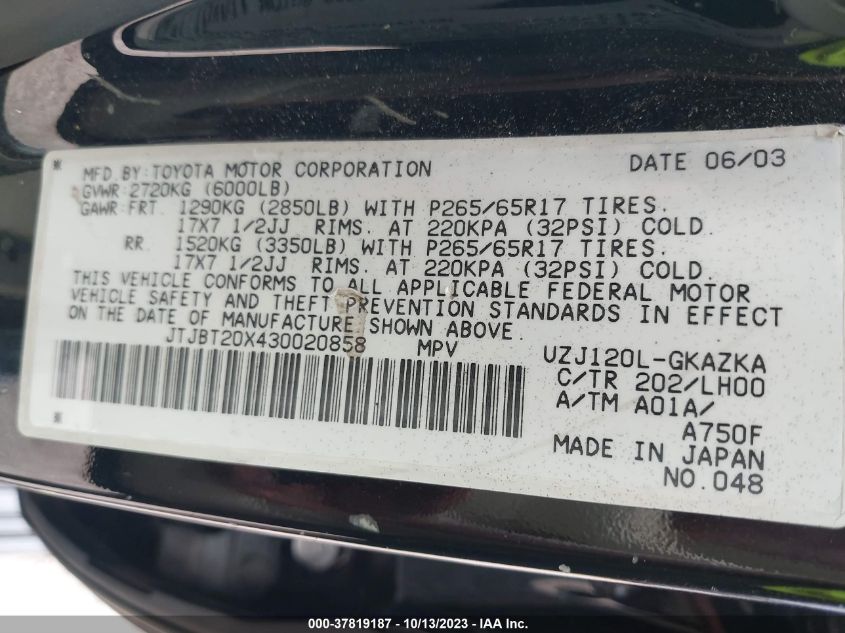 MFD.BY:TOYOTA MOTOR CORPORATION DATE 06/03
GVWR:2720KG (6000LB)
GAWR:FRT. 1290KG (2850LB) WITH P265/65R17 TIRES.
17X7 1/2JJ RIMS. AT 220KPA (32PSI) COLD.
RR. 1520KG (3350LB) WITH P265/65R17 TIRES.
17X7 1/2JJ RIMS. AT 220KPA (32PSI) COLD.
THIS VEHICLE CONFORMS TO ALL APPLICABLE FEDERAL MOTOR
VEHICLE SAFETY AND THEFT PREVENTION STANDARDS IN EFFECT
ON THE DATE OF MANUFACTURE SHOWN ABOVE.
JTJBT20X430020858 MPV UZJ120L-GKAZKA
C/TR 202/LH00
A/TM A01A/
A750F
MADE IN JAPAN
NO.048
000-37819187 - 10/13/2023 - IAA Inc.